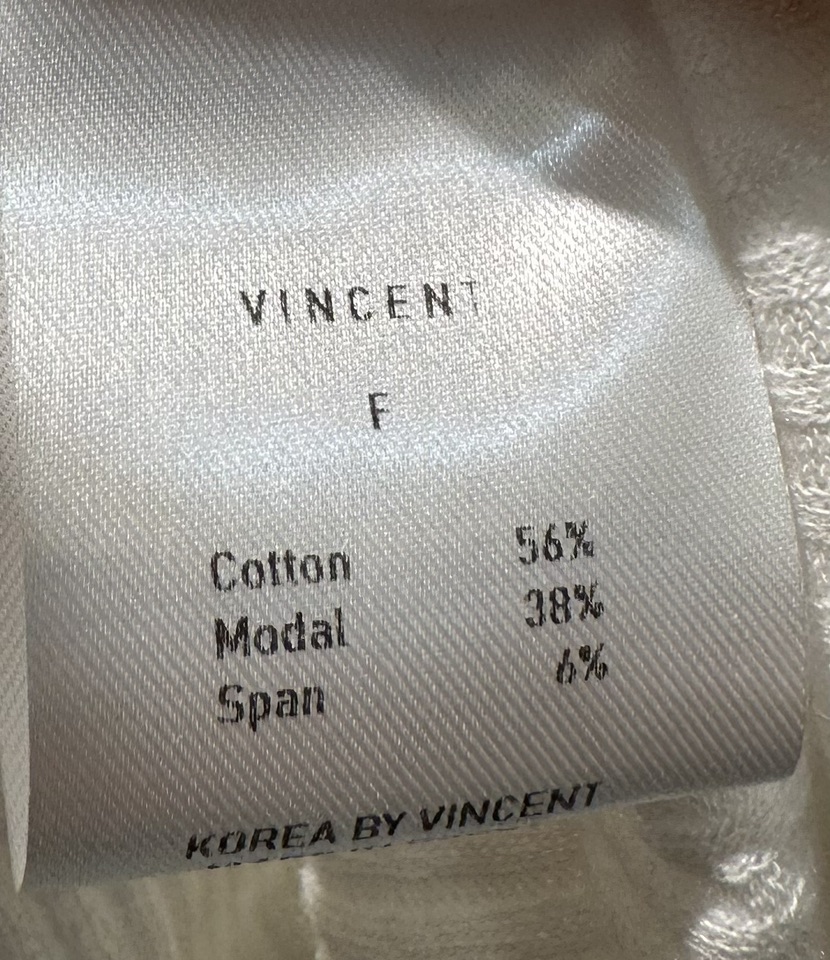 VINCENT
F
Cotton 56%
Modal 38%
Span 6%
KOREA BY VINCENT